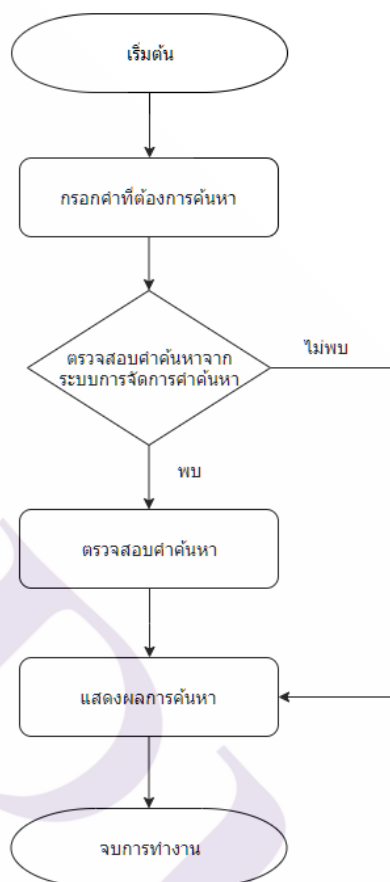 เริ่มต้น
กรอกคำที่ต้องการค้นหา
ตรวจสอบคำค้นหาจาก
ระบบการจัดการคำค้นหา
ไม่พบ
พบ
ตรวจสอบคำค้นหา
แสดงผลการค้นหา
จบการทำงาน